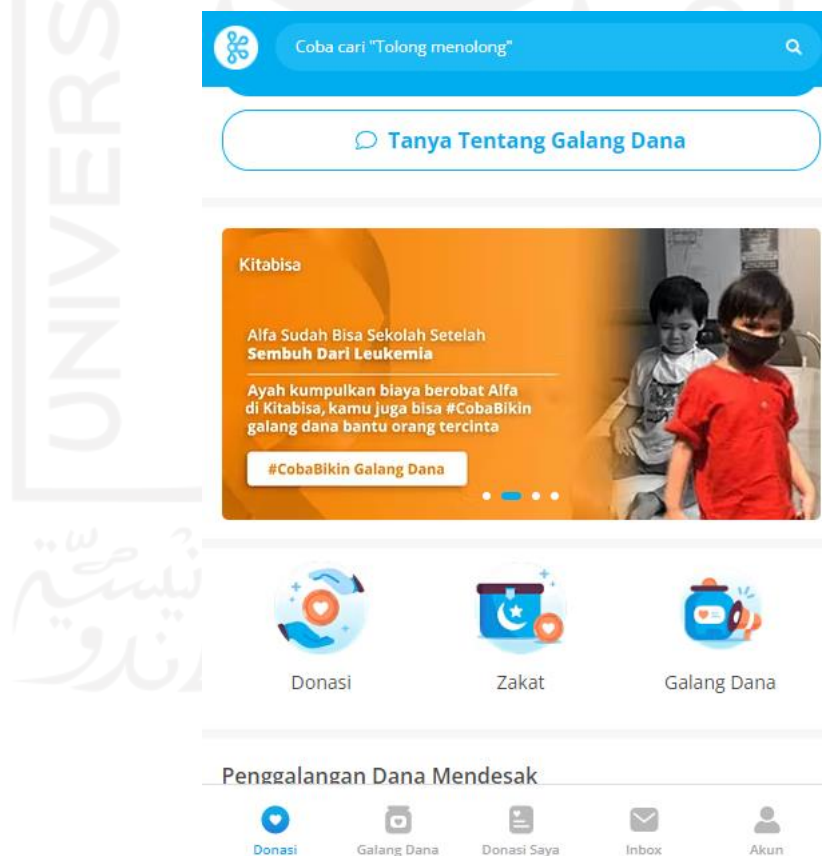 Coba cari "Tolong menolong"
Tanya Tentang Galang Dana
Kitabisa
Alfa Sudah Bisa Sekolah Setelah
Sembuh Dari Leukemia
Ayah kumpulkan biaya berobat Alfa
di Kitabisa, kamu juga bisa #CobaBikin
galang dana bantu orang tercinta
#CobaBikin Galang Dana
Donasi Zakat Galang Dana
Penggalangan Dana Mendesak
Donasi Galang Dana Donasi Saya Inbox Akun
UNIVERS